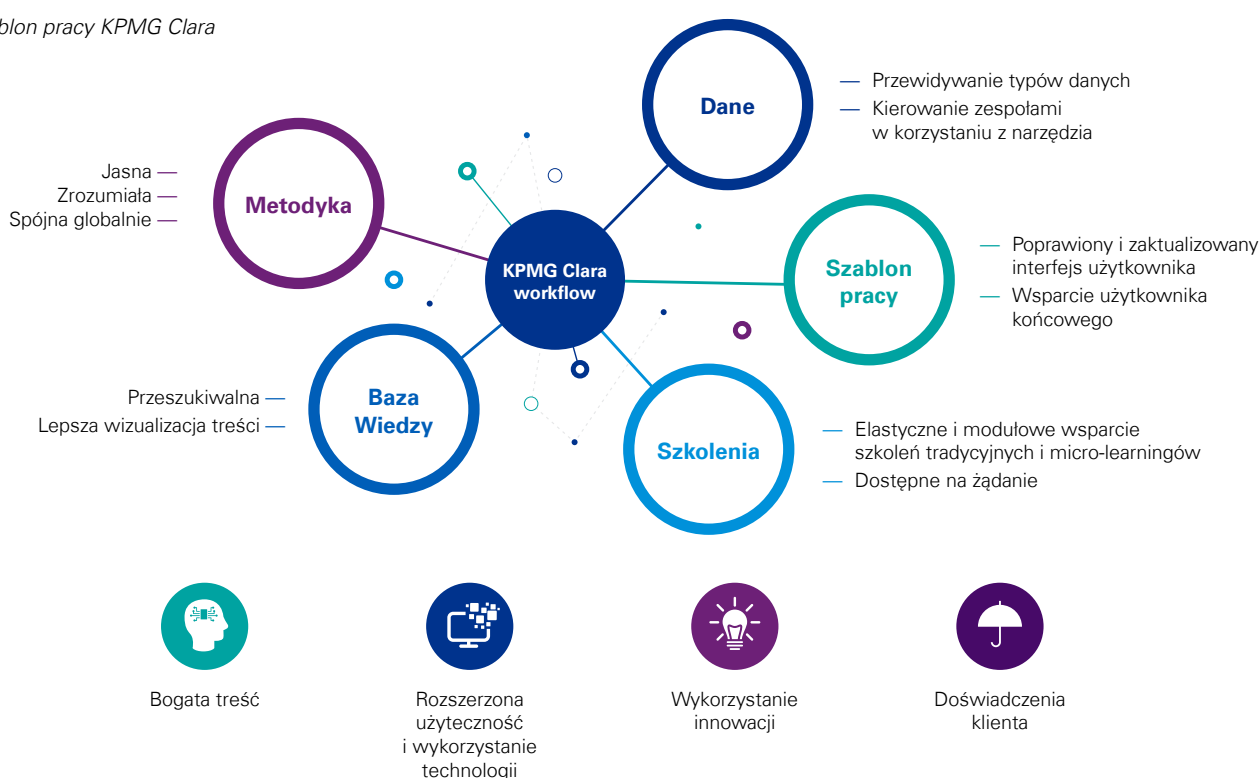 blon pracy KPMG Clara
Dane
— Przewidywanie typów danych
— Kierowanie zespołami
w korzystaniu z narzędzia
Metodyka
Jasna —
Zrozumiała —
Spójna globalnie —
KPMG Clara
workflow
Szablon
pracy
— Poprawiony i zaktualizowany
interfejs użytkownika
— Wsparcie użytkownika
końcowego
Baza
Wiedzy
Przeszukiwalna —
Lepsza wizualizacja treści —
Szkolenia
— Elastyczne i modułowe wsparcie
szkoleń tradycyjnych i micro-learningów
— Dostępne na żądanie
Bogata treść
Rozszerzona
użyteczność
i wykorzystanie
technologii
Wykorzystanie
innowacji
Doświadczenia
klienta